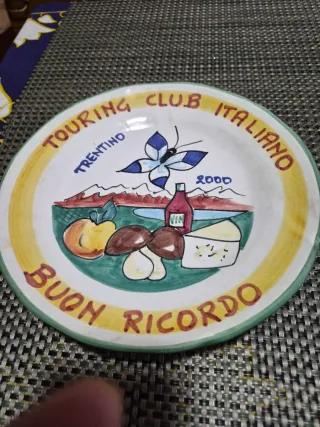 TOURING CLUB ITALIANO
TRENTINO
2000
VIN
BUON RICORDO